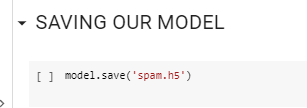 SAVING OUR MODEL
[ ] model.save('spam.h5')